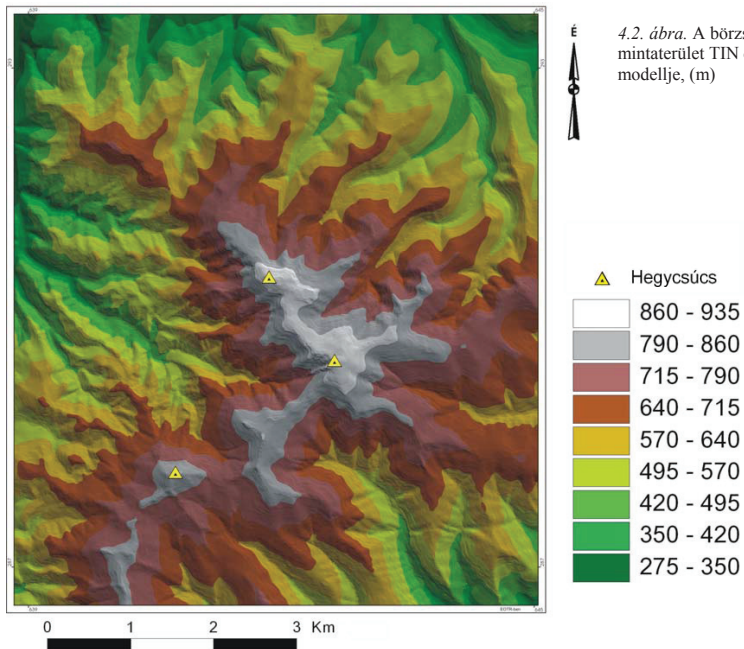 É
4.2. ábra. A börzs
mintaterület TIN
modellje, (m)
Hegycsúcs
860 - 935
790 - 860
715 - 790
640 - 715
570 - 640
495 - 570
420 - 495
350 - 420
275 - 350
0 1 2 3 Km